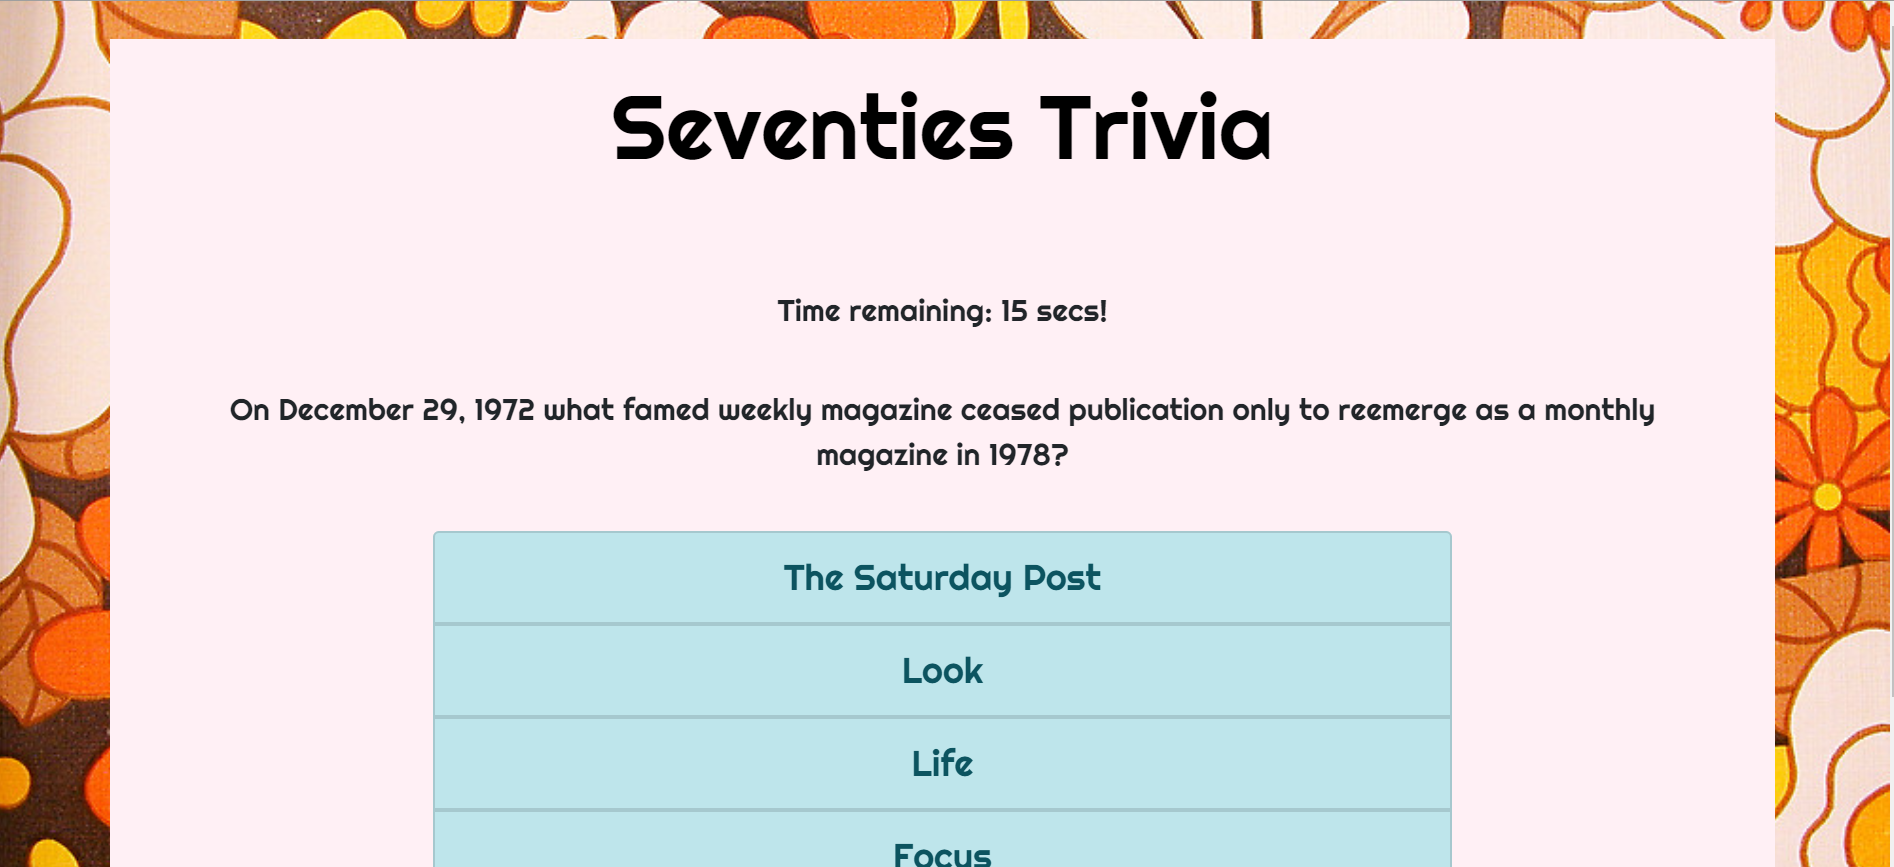 Seventies Trivia
Time remaining: 15 secs!
On December 29, 1972 what famed weekly magazine ceased publication only to reemerge as a monthly
magazine in 1978?
The Saturday Post
Look
Life
Focus